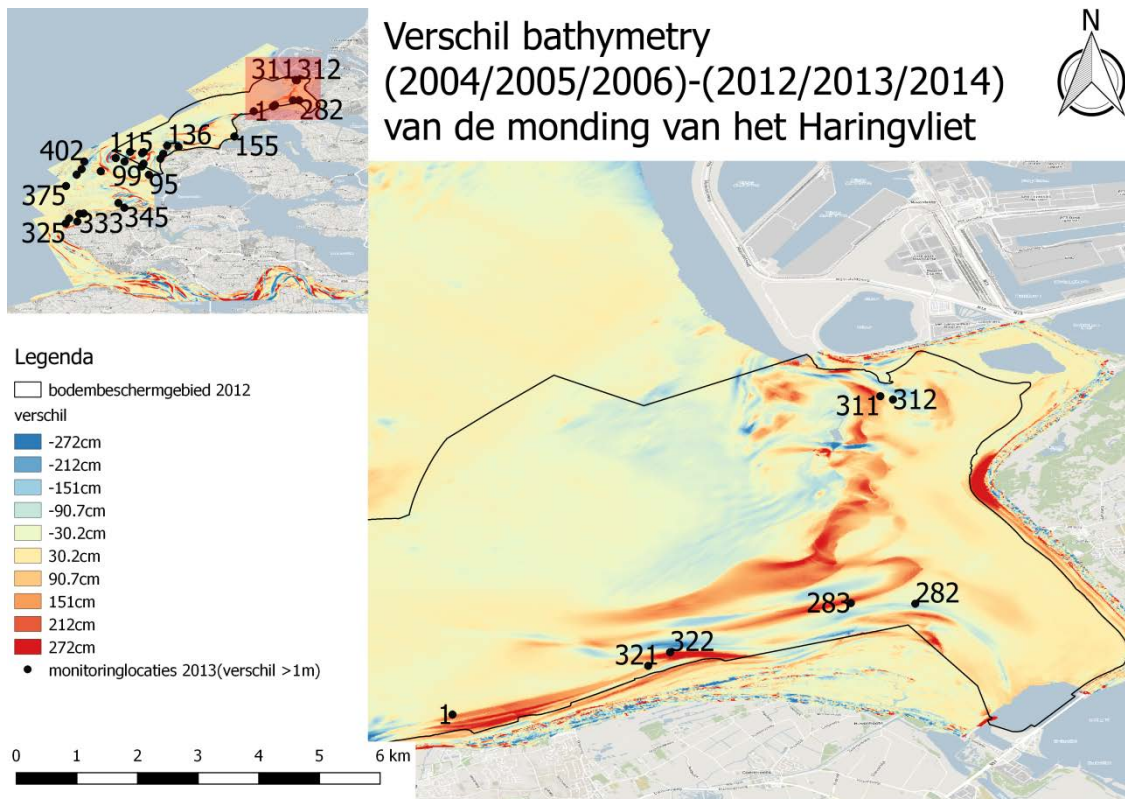 Verschil bathymetry
(2004/2005/2006)-(2012/2013/2014)
van de monding van het Haringvliet
N
311 312
1 282
115 136
155
402
99 95
375
333 345
325
Legenda
bodembeschermgebied 2012
verschil
-272cm
-212cm
-151cm
-90.7cm
-30.2cm
30.2cm
90.7cm
151cm
212cm
272cm
monitoringlocaties 2013(verschil >1m)
0 1 2 3 4 5 6 km
311 312
283 282
322
321
1